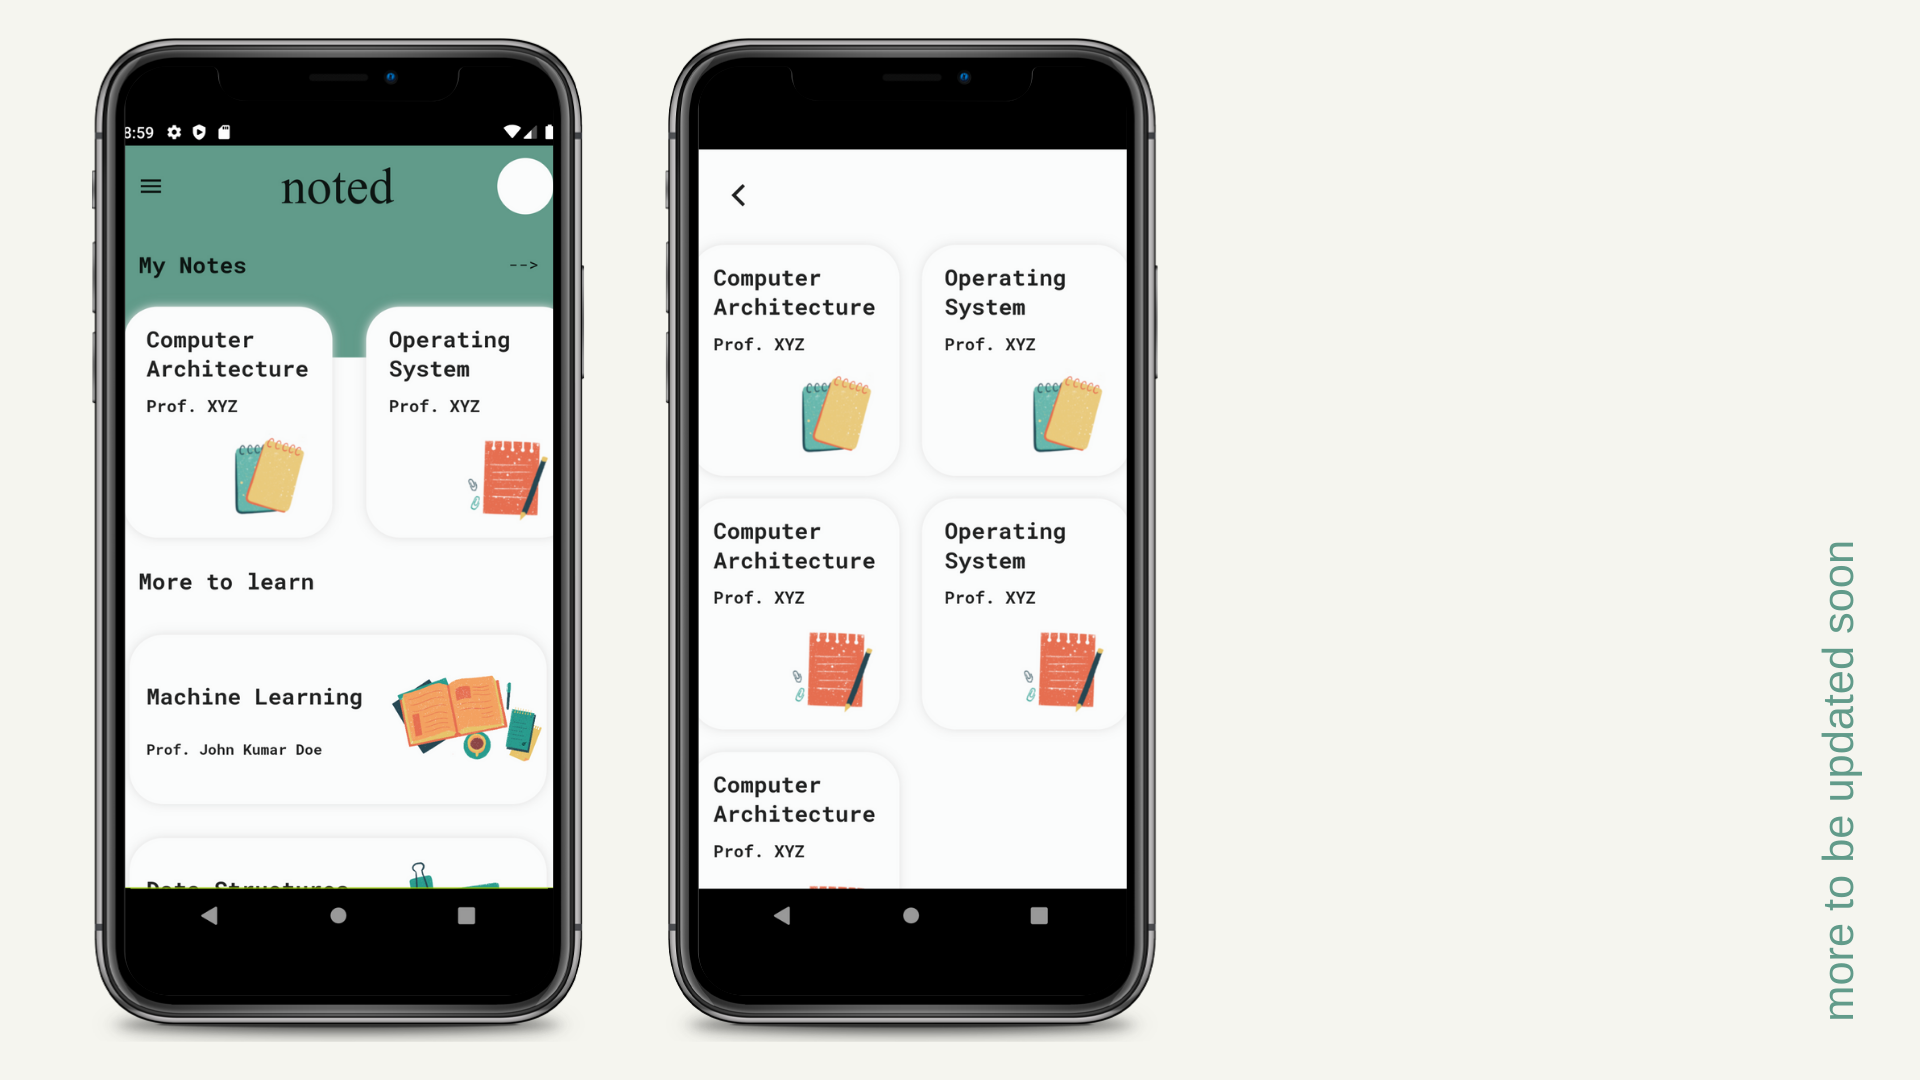 8:59
noted
My Notes
-->
Computer
Architecture
Prof. XYZ
Operating
System
Prof. XYZ
More to learn
Machine Learning
Prof. John Kumar Doe
Data Structures
Computer
Architecture
Prof. XYZ
Operating
System
Prof. XYZ
Computer
Architecture
Prof. XYZ
Operating
System
Prof. XYZ
Computer
Architecture
Prof. XYZ
more to be updated soon